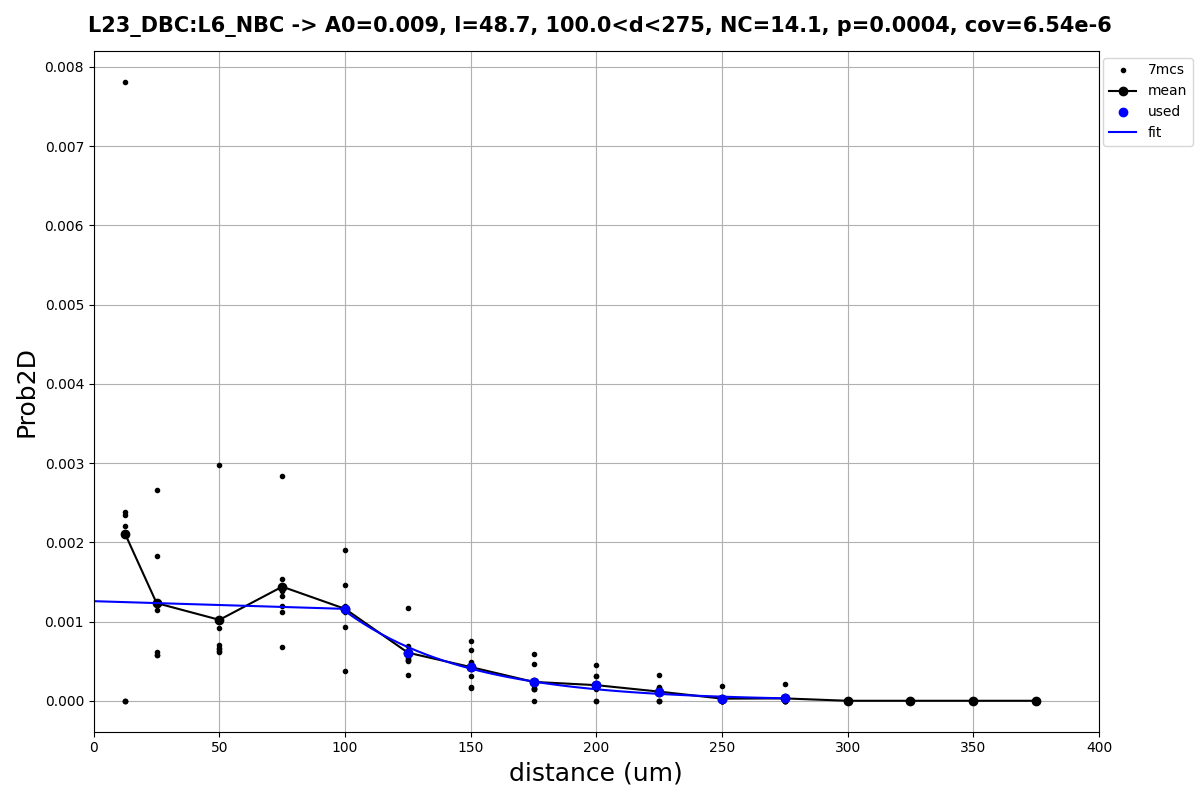 L23_DBC:L6_NBC -> A0=0.009, l=48.7, 100.0<d<275, NC=14.1, p=0.0004, cov=6.54e-6
0.008
0.007
0.006
0.005
0.004
0.003
0.002
0.001
0.000
Prob2D
0
50
100
150
200
250
300
350
400
distance (um)
7mcs
mean
used
fit